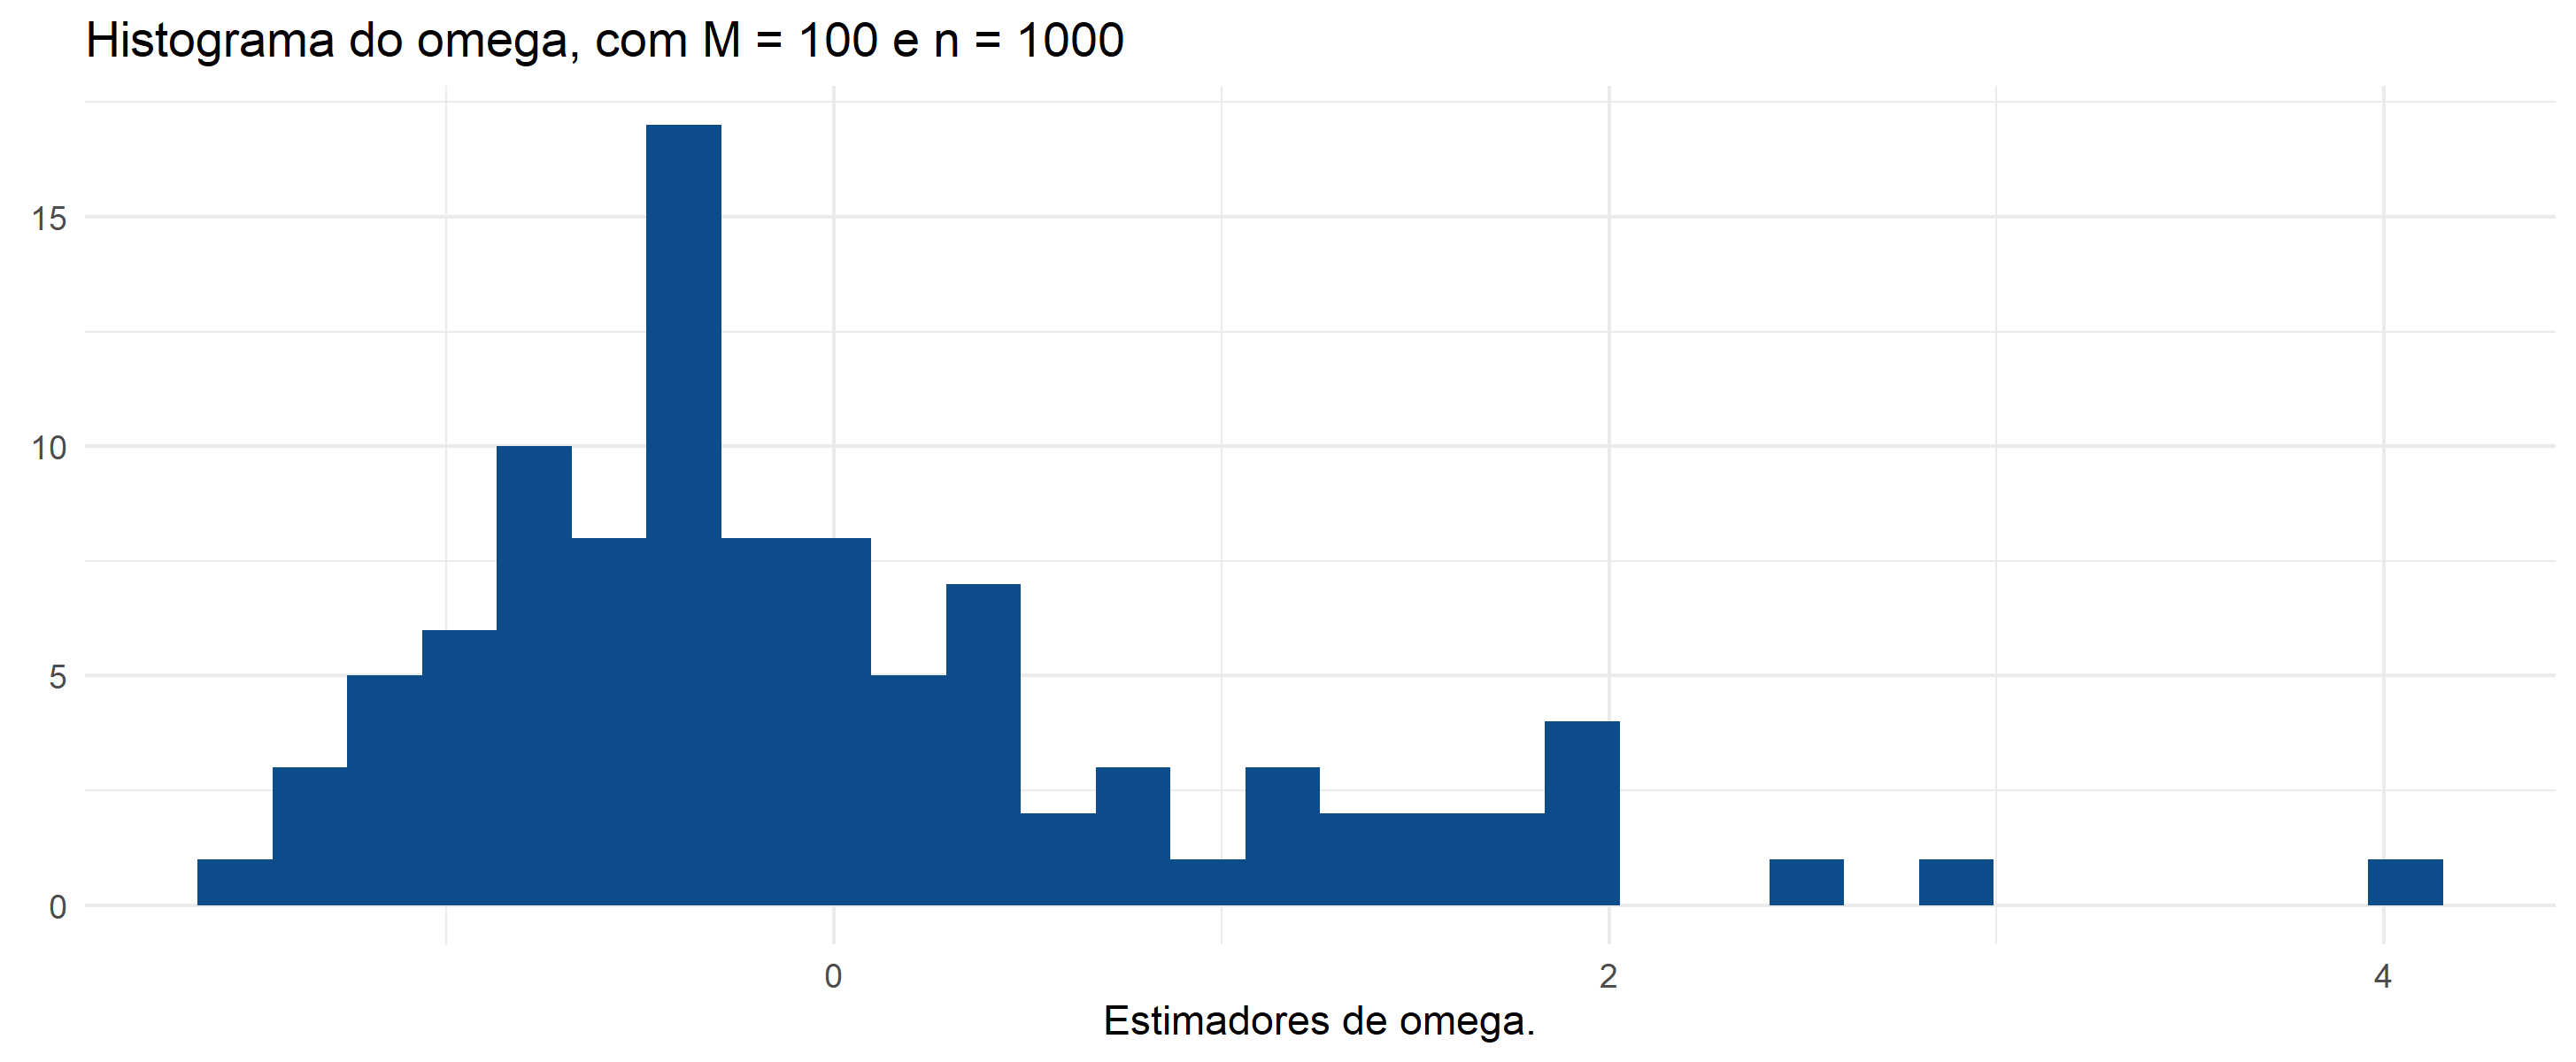 Histograma do omega, com M = 100 e n = 1000
15
10
5
0
0 2 4
Estimadores de omega.